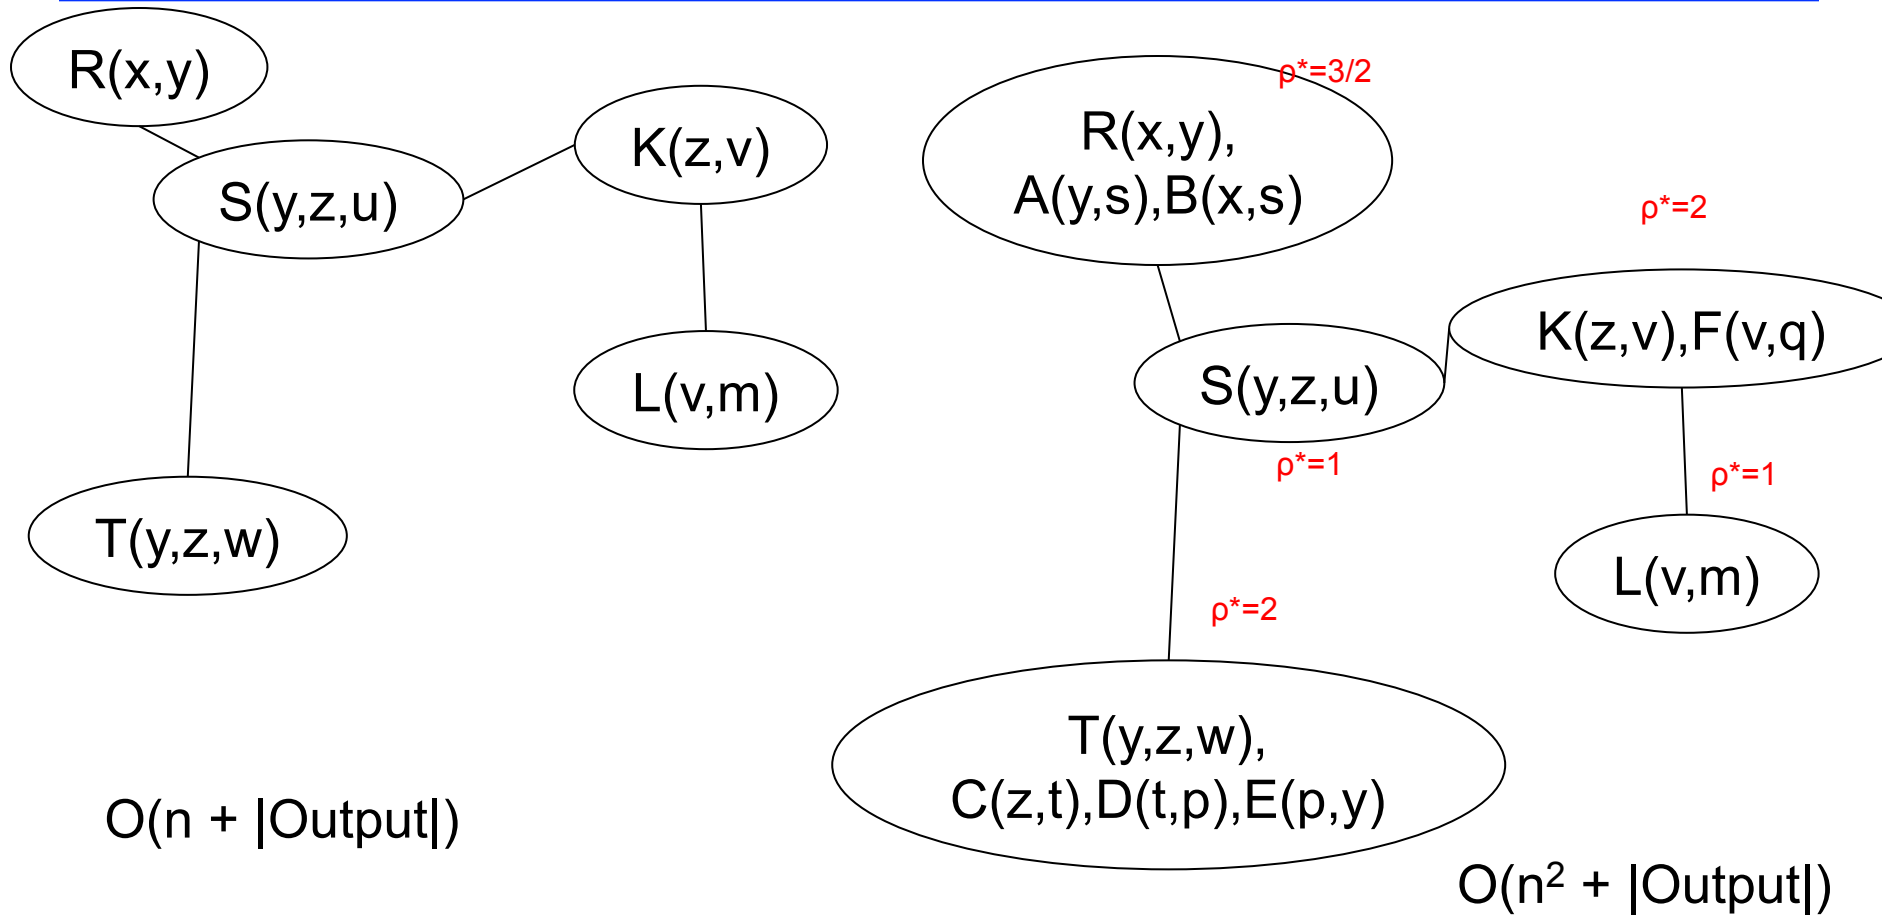 R(x,y)
S(y,z,u)
K(z,v)
L(v,m)
T(y,z,w)
O(n + |Output|)
ρ*=3/2
R(x,y),
A(y,s),B(x,s)
ρ*=2
K(z,v),F(v,q)
S(y,z,u)
ρ*=1
ρ*=1
L(v,m)
ρ*=2
T(y,z,w),
C(z,t),D(t,p),E(p,y)
O(n² + |Output|)